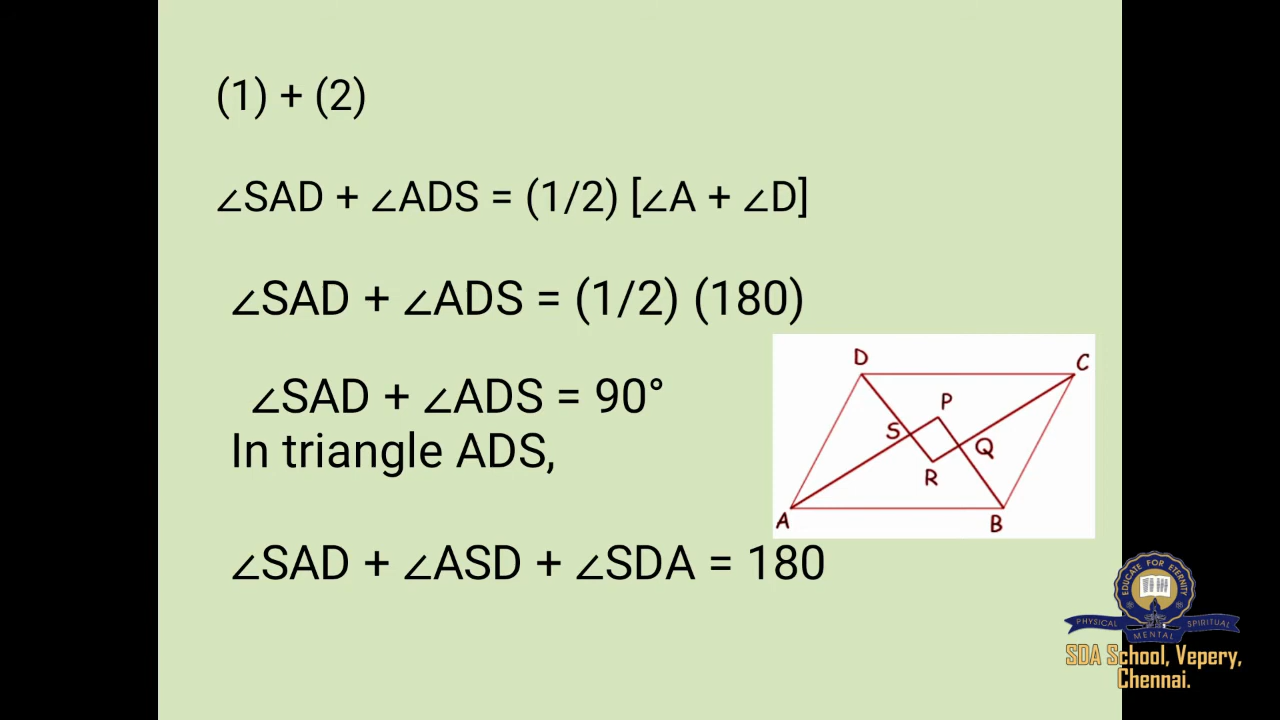 (1) + (2)
∠SAD + ∠ADS = (1/2) [∠A + ∠D]
∠SAD + ∠ADS = (1/2) (180)
∠SAD + ∠ADS = 90°
In triangle ADS,
∠SAD + ∠ASD + ∠SDA = 180
D
C
P
S
Q
R
A
B
EDUCATE FOR ETERNITY
PHYSICAL
MENTAL
SPIRITUAL
SDA School, Vepery,
Chennai.